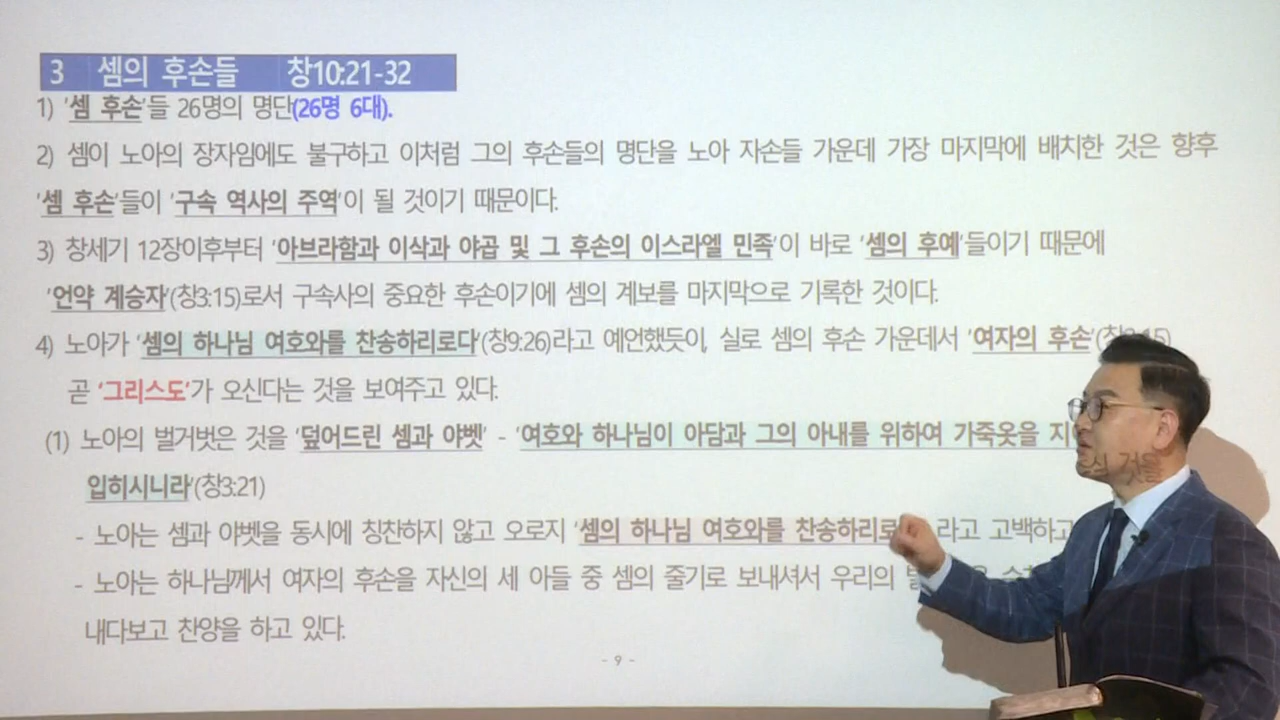 3 셈의 후손들 창10:21-32
1) '셈 후손'들 26명의 명단(26명 6대).
2) 셈이 노아의 장자임에도 불구하고 이처럼 그의 후손들의 명단을 노아 자손들 가운데 가장 마지막에 배치한 것은 향후
'셈 후손'들이 '구속 역사의 주역'이 될 것이기 때문이다.
3) 창세기 12장이후부터 '아브라함과 이삭과 야곱 및 그 후손의 이스라엘 민족'이 바로 '셈의 후예'들이기 때문에
'언약 계승자'(창3:15)로서 구속사의 중요한 후손이기에 셈의 계보를 마지막으로 기록한 것이다.
4) 노아가 '셈의 하나님 여호와를 찬송하리로다'(창9:26)라고 예언했듯이, 실로 셈의 후손 가운데서 '여자의 후손'(창3:15)
곧 '그리스도'가 오신다는 것을 보여주고 있다.
(1) 노아의 벌거벗은 것을 '덮어드린 셈과 야벳' - '여호와 하나님이 아담과 그의 아내를 위하여 가죽옷을
입히시니라'(창3:21)
- 노아는 셈과 야벳을 동시에 칭찬하지 않고 오로지 '셈의 하나님 여호와를 찬송하리로 라고 고백하고
- 노아는 하나님께서 여자의 후손을 자신의 세 아들 중 셈의 줄기로 보내셔서 우리의
내다보고 찬양을 하고 있다.
- 9 -